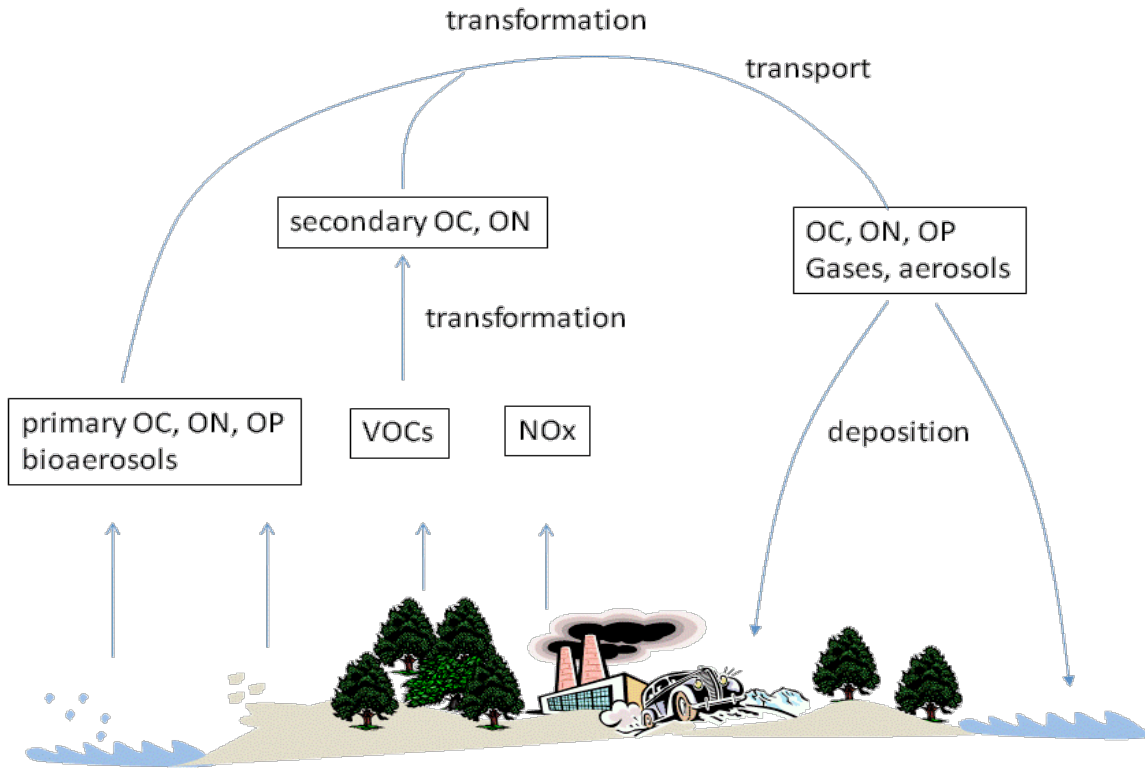 transformation
transport
secondary OC, ON
OC, ON, OP
Gases, aerosols
transformation
primary OC, ON, OP
bioaerosols
VOCs
NOx
deposition